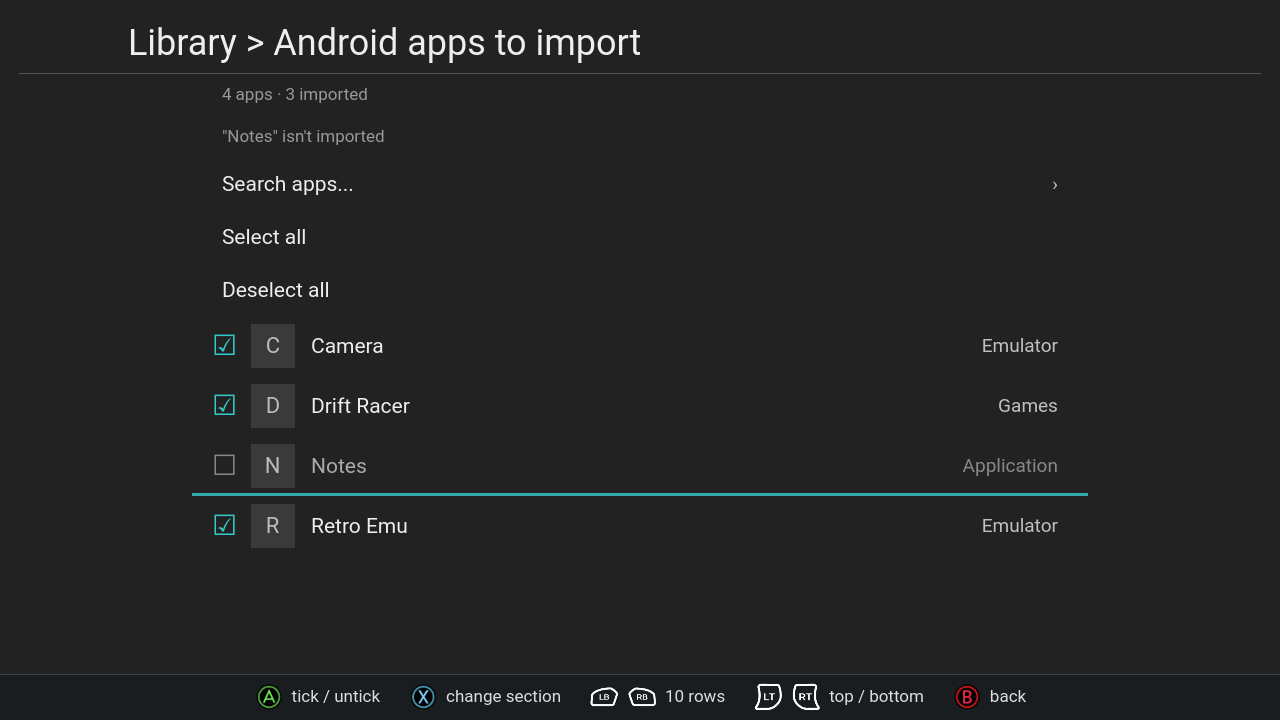 Library > Android apps to import
4 apps · 3 imported
"Notes" isn't imported
Search apps... ›
Select all
Deselect all
☑ C Camera Emulator
☑ D Drift Racer Games
☐ N Notes Application
☑ R Retro Emu Emulator
A tick / untick X change section LB RB 10 rows LT RT top / bottom B back